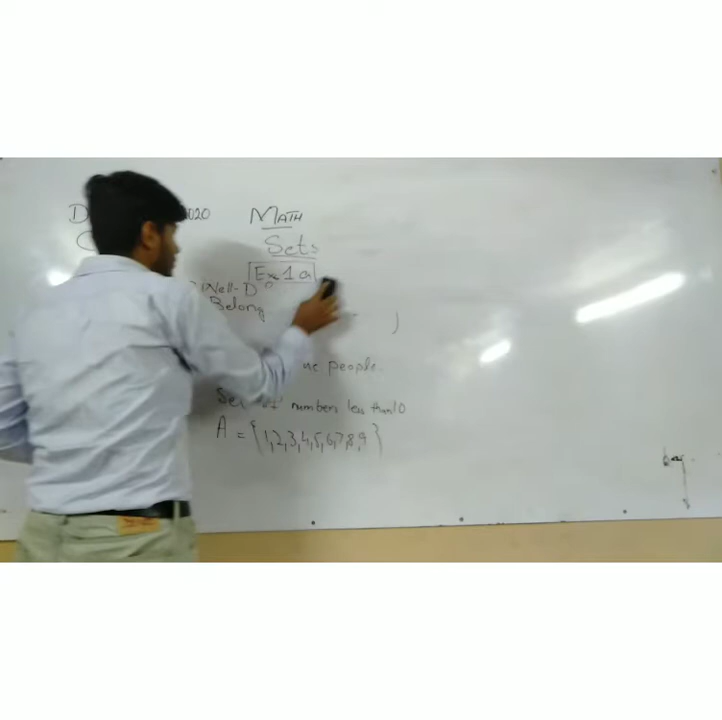 D 2020 MATH
C Sets
Ex 1 a
Well-D
Belong
)
people.
Set of numbers less than 10
A = {1,2,3,4,5,6,7,8,9}